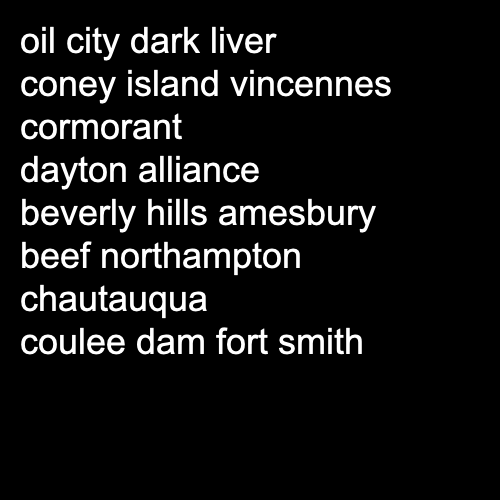 oil city dark liver
coney island vincennes
cormorant
dayton alliance
beverly hills amesbury
beef northampton
chautauqua
coulee dam fort smith